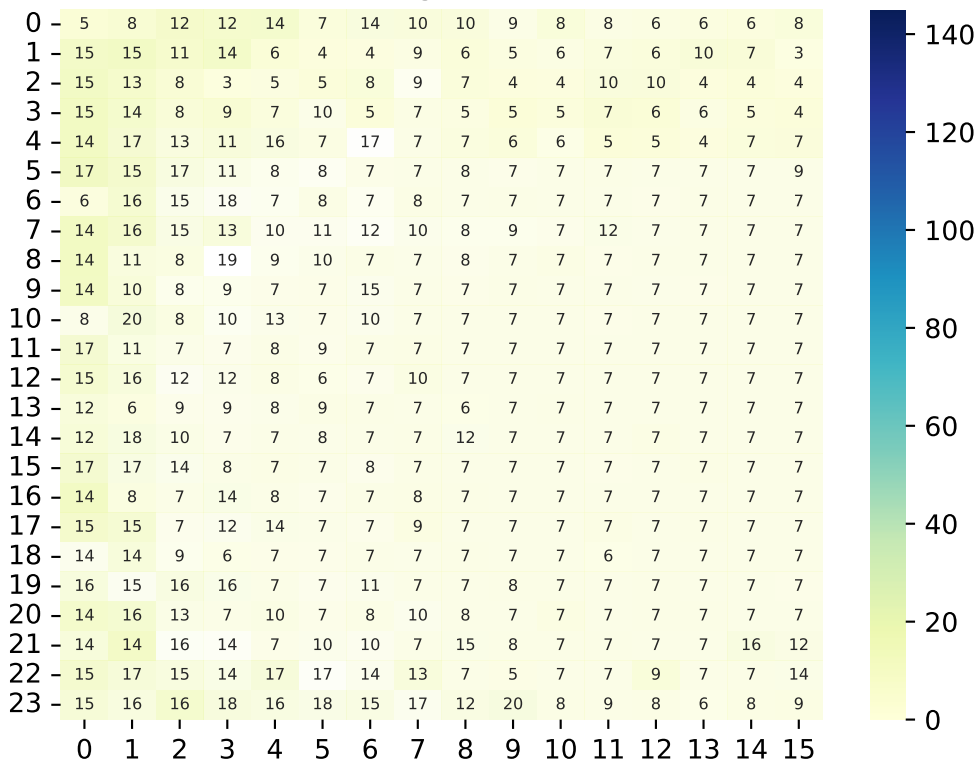 0 5 8 12 12 14 7 14 10 10 9 8 8 6 6 6 8
1 15 15 11 14 6 4 4 9 6 5 6 7 6 10 7 3
2 15 13 8 3 5 5 8 9 7 4 4 10 10 4 4 4
3 15 14 8 9 7 10 5 7 5 5 5 7 6 6 5 4
4 14 17 13 11 16 7 17 7 7 6 6 5 5 4 7 7
5 17 15 17 11 8 8 7 7 8 7 7 7 7 7 7 9
6 6 16 15 18 7 8 7 8 7 7 7 7 7 7 7 7
7 14 16 15 13 10 11 12 10 8 9 7 12 7 7 7 7
8 14 11 8 19 9 10 7 7 8 7 7 7 7 7 7 7
9 14 10 8 9 7 7 15 7 7 7 7 7 7 7 7 7
10 8 20 8 10 13 7 10 7 7 7 7 7 7 7 7 7
11 17 11 7 7 8 9 7 7 7 7 7 7 7 7 7 7
12 15 16 12 12 8 6 7 10 7 7 7 7 7 7 7 7
13 12 6 9 9 8 9 7 7 6 7 7 7 7 7 7 7
14 12 18 10 7 7 8 7 7 12 7 7 7 7 7 7 7
15 17 17 14 8 7 7 8 7 7 7 7 7 7 7 7 7
16 14 8 7 14 8 7 7 8 7 7 7 7 7 7 7 7
17 15 15 7 12 14 7 7 9 7 7 7 7 7 7 7 7
18 14 14 9 6 7 7 7 7 7 7 7 6 7 7 7 7
19 16 15 16 16 7 7 11 7 7 8 7 7 7 7 7 7
20 14 16 13 7 10 7 8 10 8 7 7 7 7 7 7 7
21 14 14 16 14 7 10 10 7 15 8 7 7 7 7 16 12
22 15 17 15 14 17 17 14 13 7 5 7 7 9 7 7 14
23 15 16 16 18 16 18 15 17 12 20 8 9 8 6 8 9
0 1 2 3 4 5 6 7 8 9 10 11 12 13 14 15
140
120
100
80
60
40
20
0